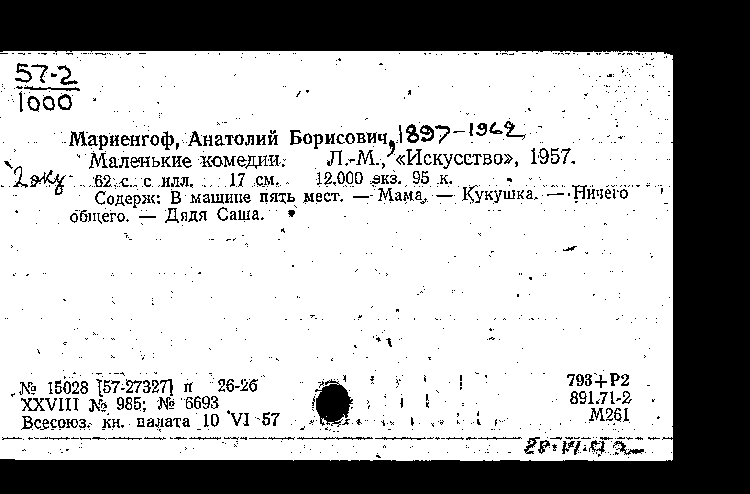 57-2
1000
Мариенгоф, Анатолий Борисович, 1897-1962
Маленькие комедии. Л.-М., «Искусство», 1957.
2 экз 62 с. с илл. 17 см. 12.000 экз. 95 к.
Содерж: В машине пять мест. — Мама. — Кукушка. — Ничего
общего. — Дядя Саша.
№ 15028 [57-27327] п 26-26
XXVIII № 985; № 6693
Всесоюз. кн. палата 10 VI 57
793+Р2
891.71-2
М261